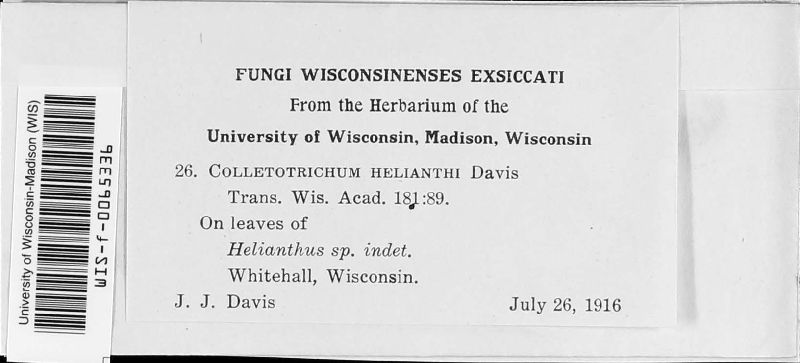 FUNGI WISCONSINENSES EXSICCATI
From the Herbarium of the
University of Wisconsin, Madison, Wisconsin
26. COLLETOTRICHUM HELIANTHI Davis
Trans. Wis. Acad. 181:89.
On leaves of
Helianthus sp. indet.
Whitehall, Wisconsin.
J. J. Davis July 26, 1916
University of Wisconsin-Madison (WIS)
WIS-f-0065336